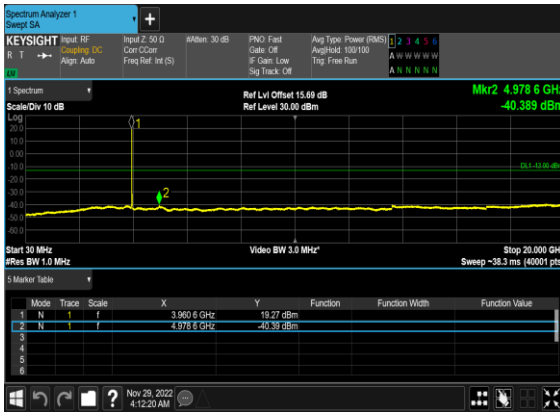 Spectrum Analyzer 1
Swept SA
+
KEYSIGHT
R T
LXI
Input: RF
Coupling: DC
Align: Auto
Input Z: 50 Ω
Corr CCorr
Freq Ref: Int (S)
#Atten: 30 dB
PNO: Fast
Gate: Off
IF Gain: Low
Sig Track: Off
Avg Type: Power (RMS)
Avg|Hold: 100/100
Trig: Free Run
1 2 3 4 5 6
A W W W W W
A N N N N N
1 Spectrum
Scale/Div 10 dB
Ref Lvl Offset 15.69 dB
Ref Level 30.00 dBm
Mkr2 4.978 6 GHz
-40.389 dBm
Log
20.0
10.0
0.00
-10.0
-20.0
-30.0
-40.0
-50.0
-60.0
1
2
DL1 -13.00 dBm
Start 30 MHz
#Res BW 1.0 MHz
Video BW 3.0 MHz*
Stop 20.000 GHz
Sweep ~38.3 ms (40001 pts)
5 Marker Table
Mode Trace Scale X Y Function Function Width Function Value
1 N 1 f 3.960 6 GHz 19.27 dBm
2 N 1 f 4.978 6 GHz -40.39 dBm
3
4
5
6
?
Nov 29, 2022
4:12:20 AM